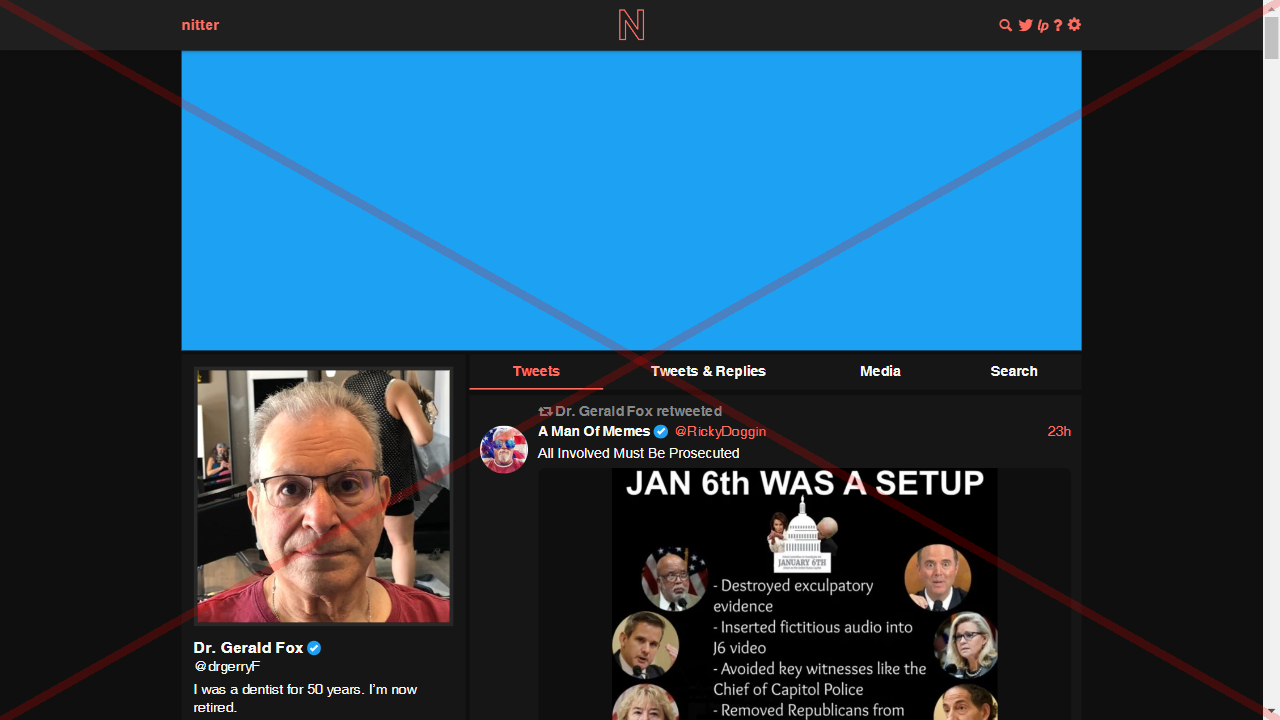 nitter
N
lp ?
Tweets
Tweets & Replies
Media
Search
Dr. Gerald Fox retweeted
A Man Of Memes @RickyDoggin 23h
All Involved Must Be Prosecuted
JAN 6th WAS A SETUP
JANUARY 6TH
- Destroyed exculpatory
evidence
- Inserted fictitious audio into
J6 video
- Avoided key witnesses like the
Chief of Capitol Police
- Removed Republicans from
Dr. Gerald Fox
@drgerryF
I was a dentist for 50 years. I'm now
retired.